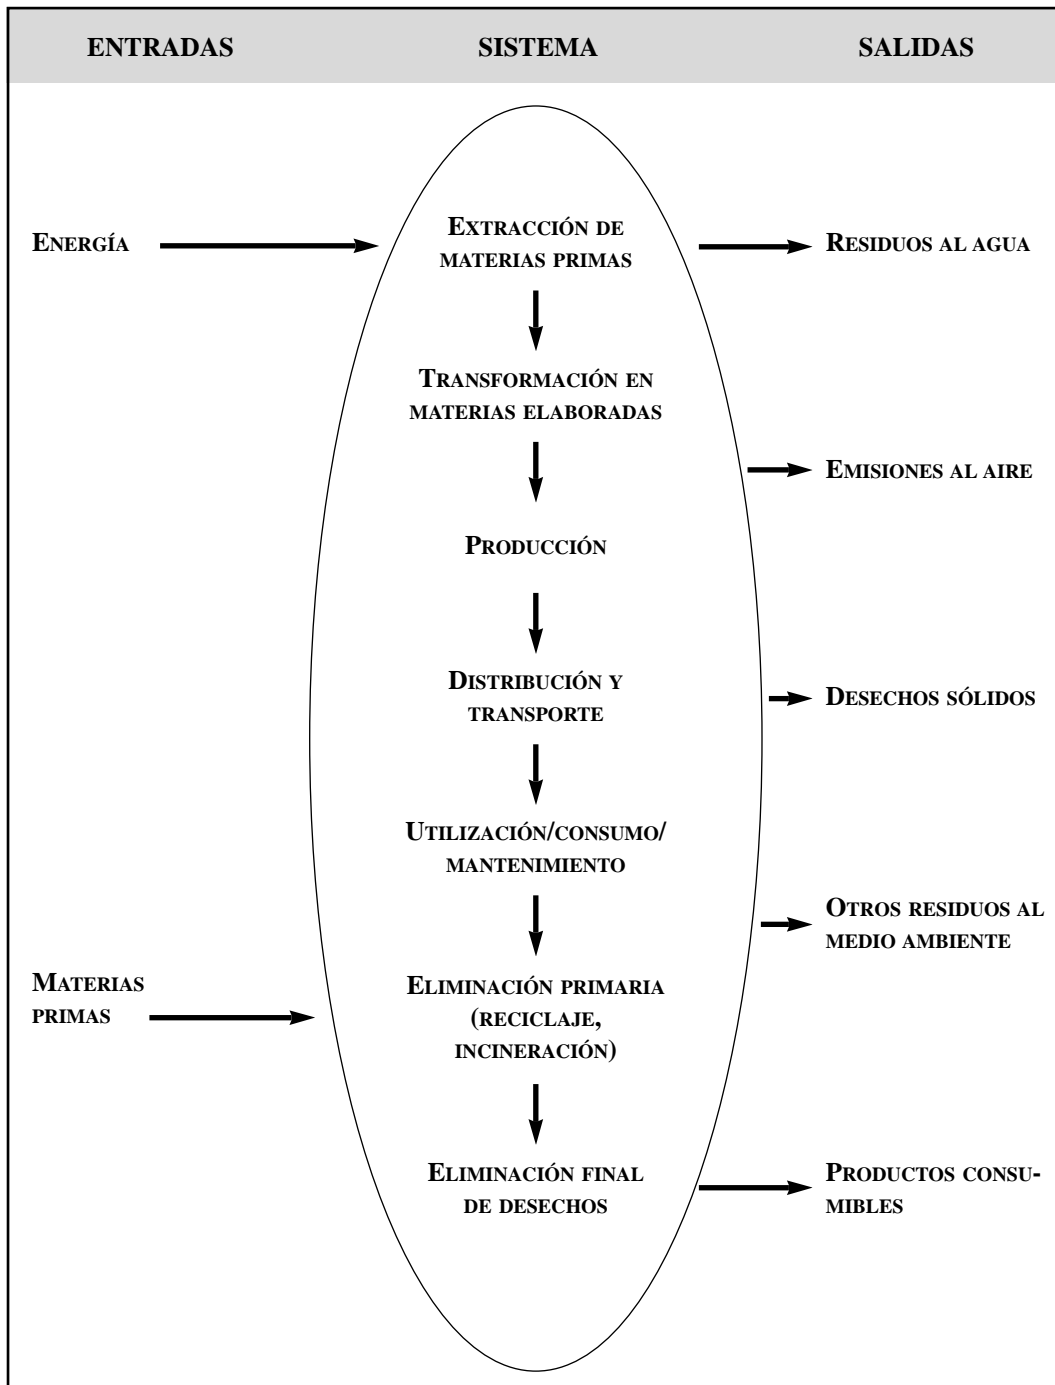 ENTRADAS
SISTEMA
SALIDAS
ENERGÍA
EXTRACCIÓN DE
MATERIAS PRIMAS
RESIDUOS AL AGUA
TRANSFORMACIÓN EN
MATERIAS ELABORADAS
EMISIONES AL AIRE
PRODUCCIÓN
DISTRIBUCIÓN Y
TRANSPORTE
DESECHOS SÓLIDOS
UTILIZACIÓN/CONSUMO/
MANTENIMIENTO
OTROS RESIDUOS AL
MEDIO AMBIENTE
MATERIAS
PRIMAS
ELIMINACIÓN PRIMARIA
(RECICLAJE,
INCINERACIÓN)
ELIMINACIÓN FINAL
DE DESECHOS
PRODUCTOS CONSU-
MIBLES